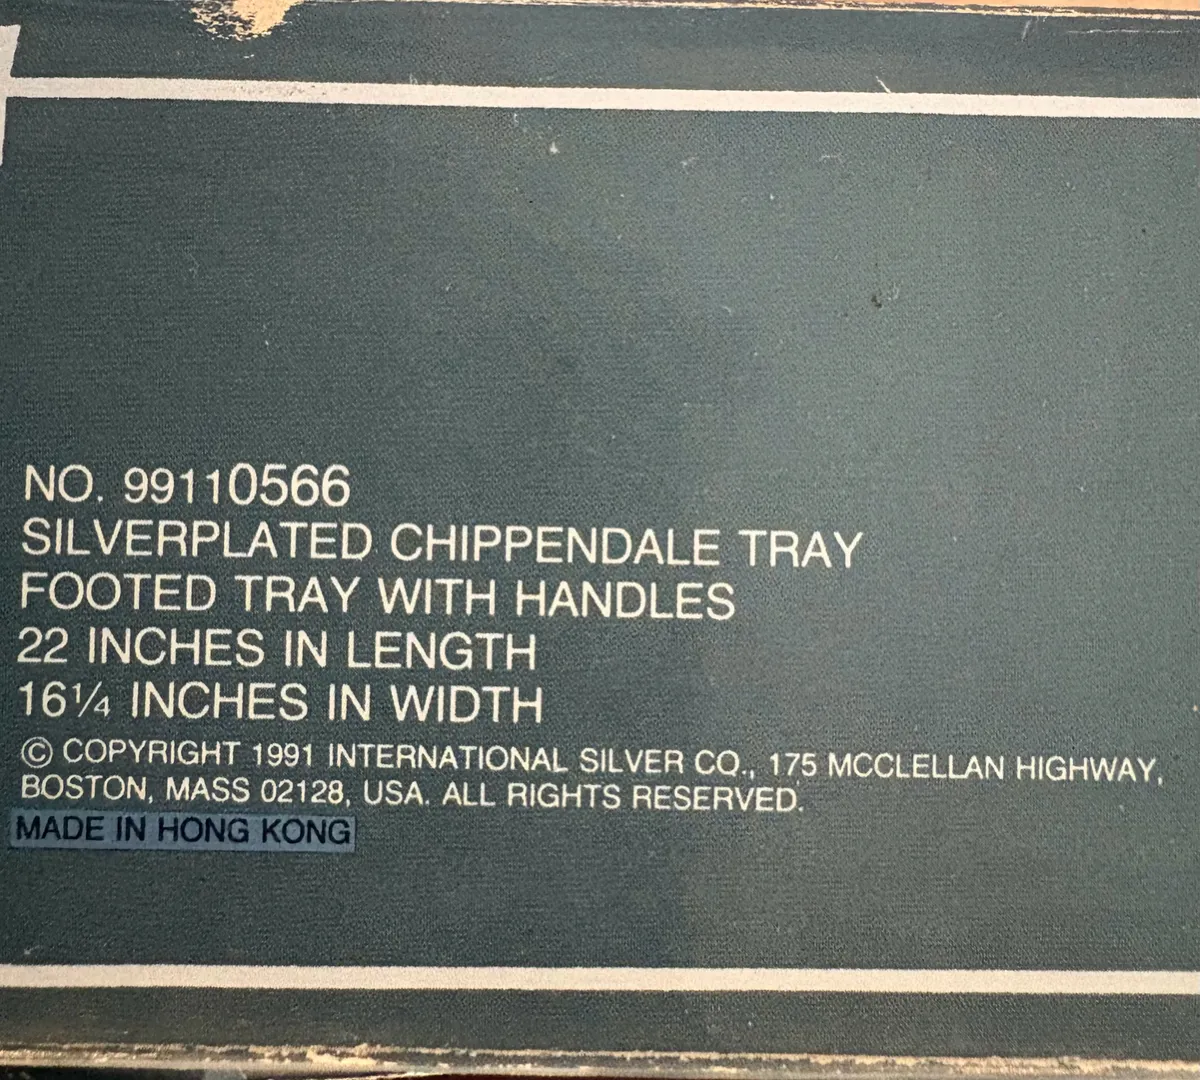 NO. 99110566
SILVERPLATED CHIPPENDALE TRAY
FOOTED TRAY WITH HANDLES
22 INCHES IN LENGTH
16¼ INCHES IN WIDTH
© COPYRIGHT 1991 INTERNATIONAL SILVER CO., 175 MCCLELLAN HIGHWAY,
BOSTON, MASS 02128, USA. ALL RIGHTS RESERVED.
MADE IN HONG KONG